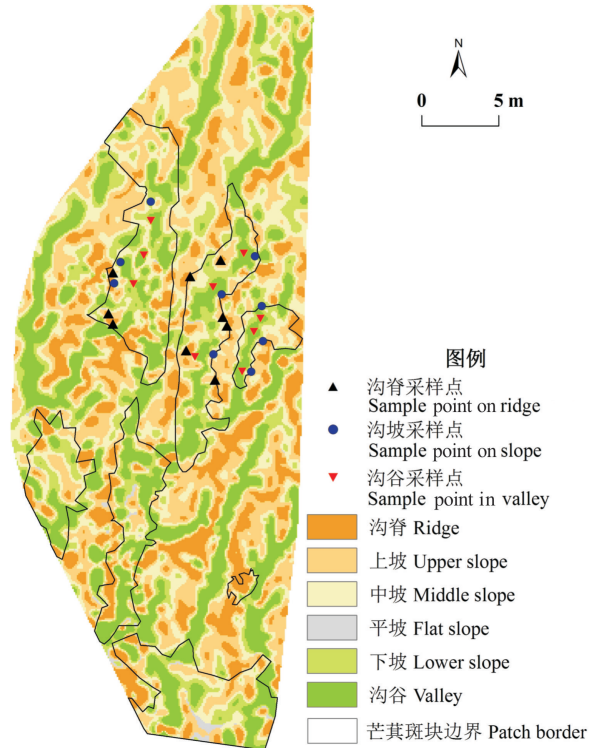 N
0 5 m
图例
沟脊采样点
Sample point on ridge
沟坡采样点
Sample point on slope
沟谷采样点
Sample point in valley
沟脊 Ridge
上坡 Upper slope
中坡 Middle slope
平坡 Flat slope
下坡 Lower slope
沟谷 Valley
芒萁斑块边界 Patch border